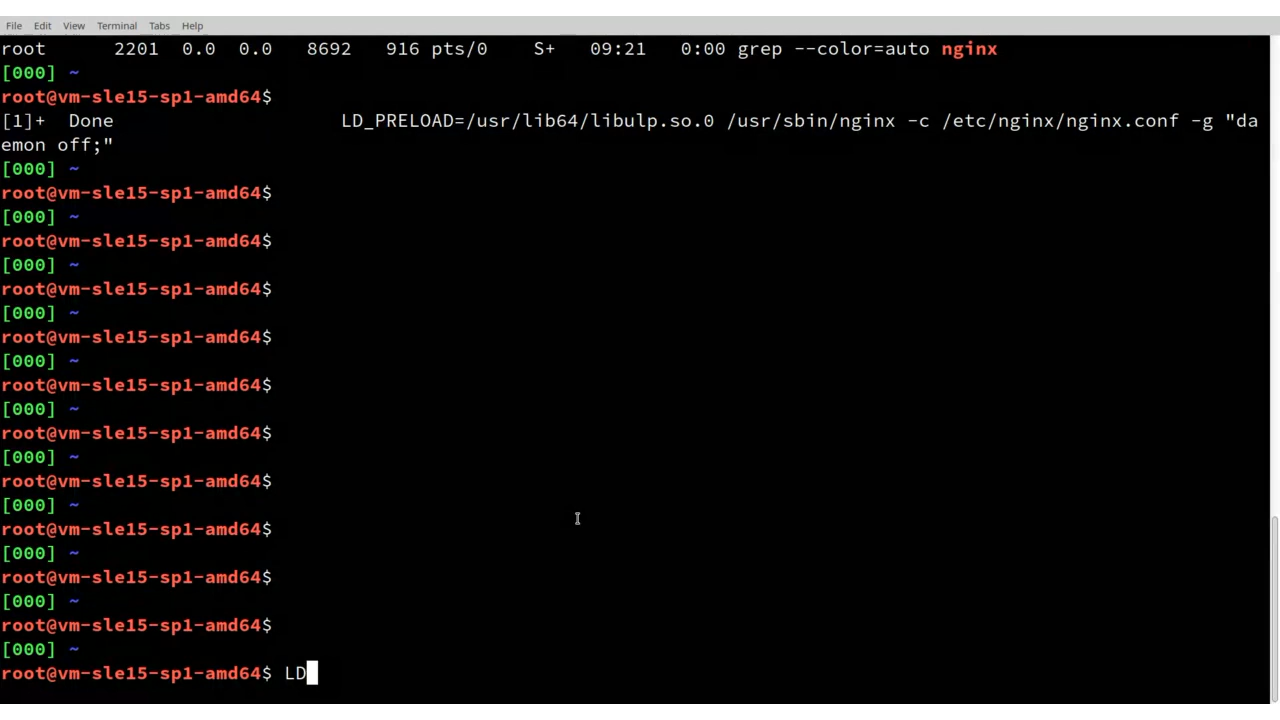 File Edit View Terminal Tabs Help
root 2201 0.0 0.0 8692 916 pts/0 S+ 09:21 0:00 grep --color=auto nginx
[000] ~
root@vm-sle15-sp1-amd64$
[1]+ Done LD_PRELOAD=/usr/lib64/libulp.so.0 /usr/sbin/nginx -c /etc/nginx/nginx.conf -g "da
emon off;"
[000] ~
root@vm-sle15-sp1-amd64$
[000] ~
root@vm-sle15-sp1-amd64$
[000] ~
root@vm-sle15-sp1-amd64$
[000] ~
root@vm-sle15-sp1-amd64$
[000] ~
root@vm-sle15-sp1-amd64$
[000] ~
root@vm-sle15-sp1-amd64$
[000] ~
root@vm-sle15-sp1-amd64$
[000] ~
root@vm-sle15-sp1-amd64$
[000] ~
root@vm-sle15-sp1-amd64$
[000] ~
root@vm-sle15-sp1-amd64$
[000] ~
root@vm-sle15-sp1-amd64$ LD